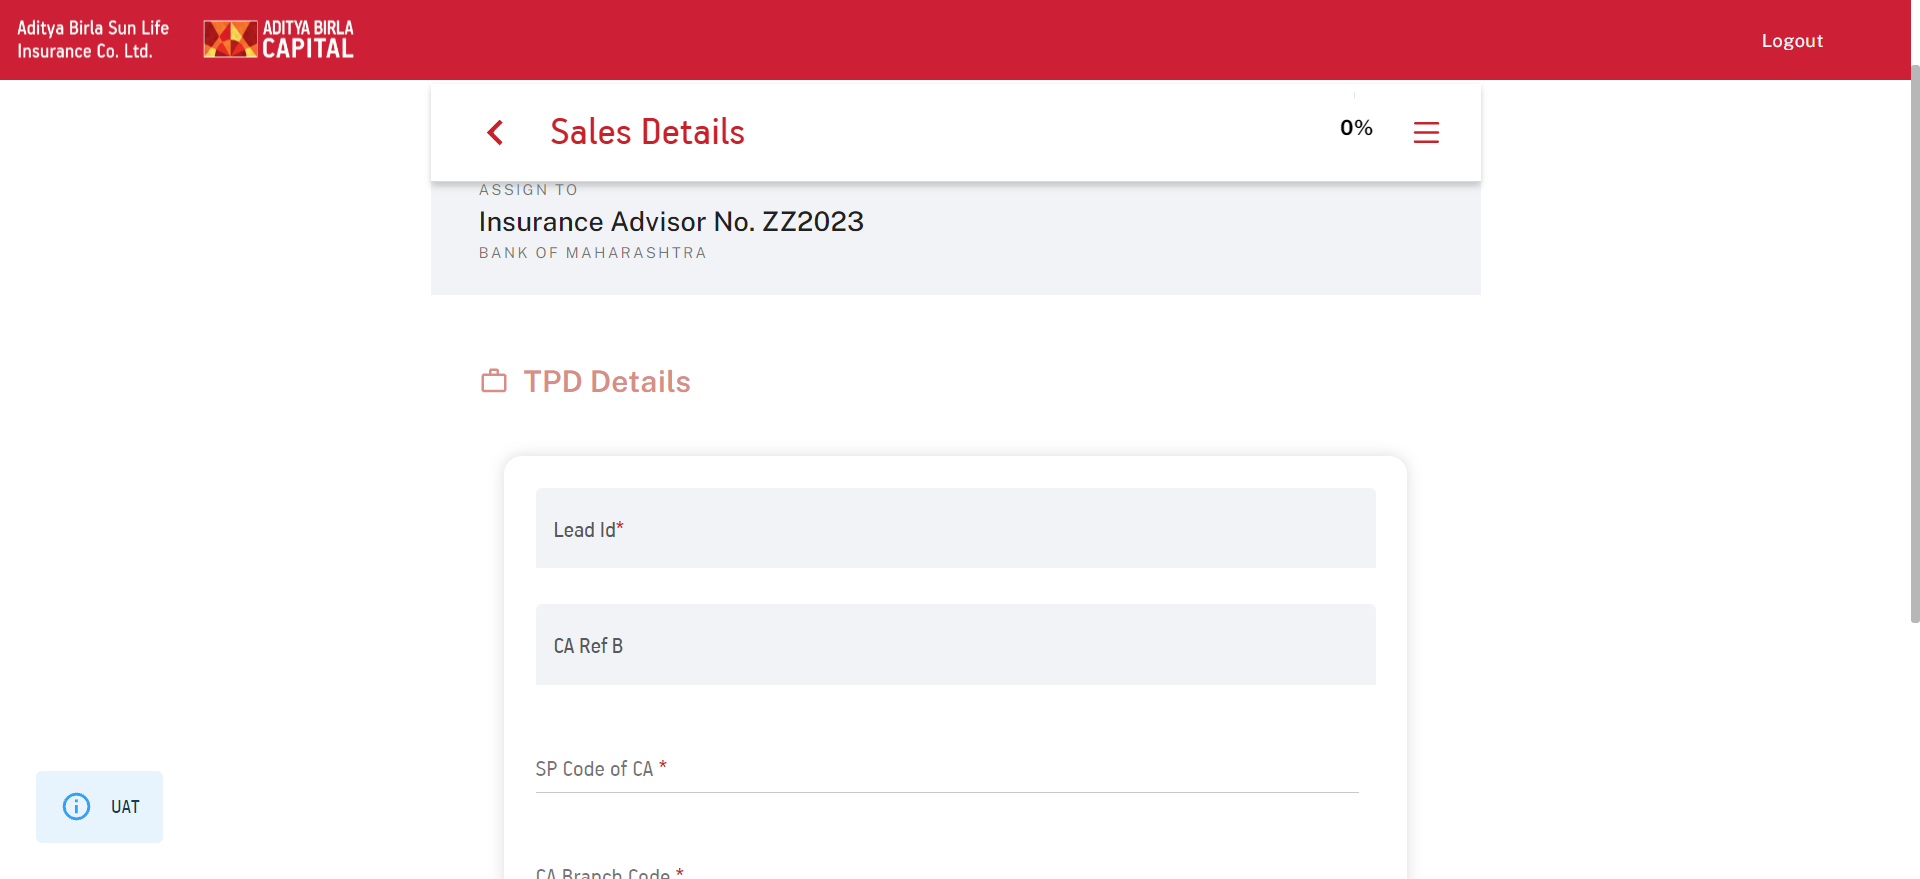 Aditya Birla Sun Life
Insurance Co. Ltd.
ADITYA BIRLA
CAPITAL
Logout
Sales Details
0%
ASSIGN TO
Insurance Advisor No. ZZ2023
BANK OF MAHARASHTRA
TPD Details
Lead Id*
CA Ref B
SP Code of CA *
UAT
CA Branch Code *